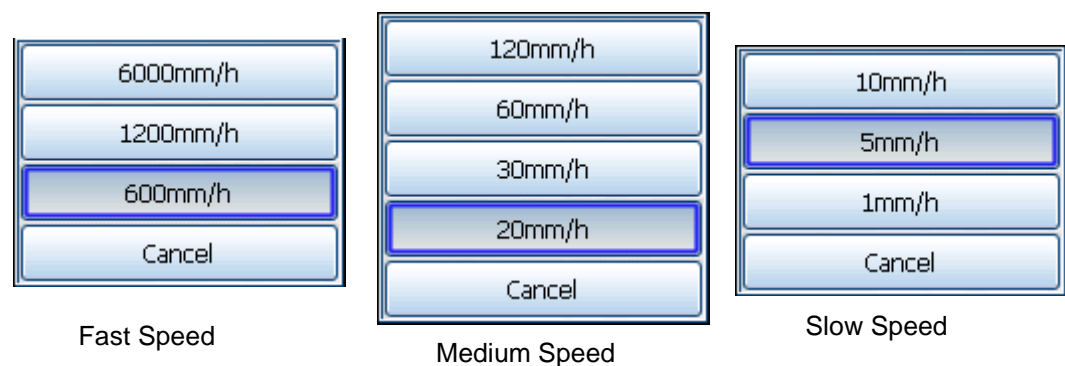 6000mm/h
1200mm/h
600mm/h
Cancel
Fast Speed
120mm/h
60mm/h
30mm/h
20mm/h
Cancel
Medium Speed
10mm/h
5mm/h
1mm/h
Cancel
Slow Speed